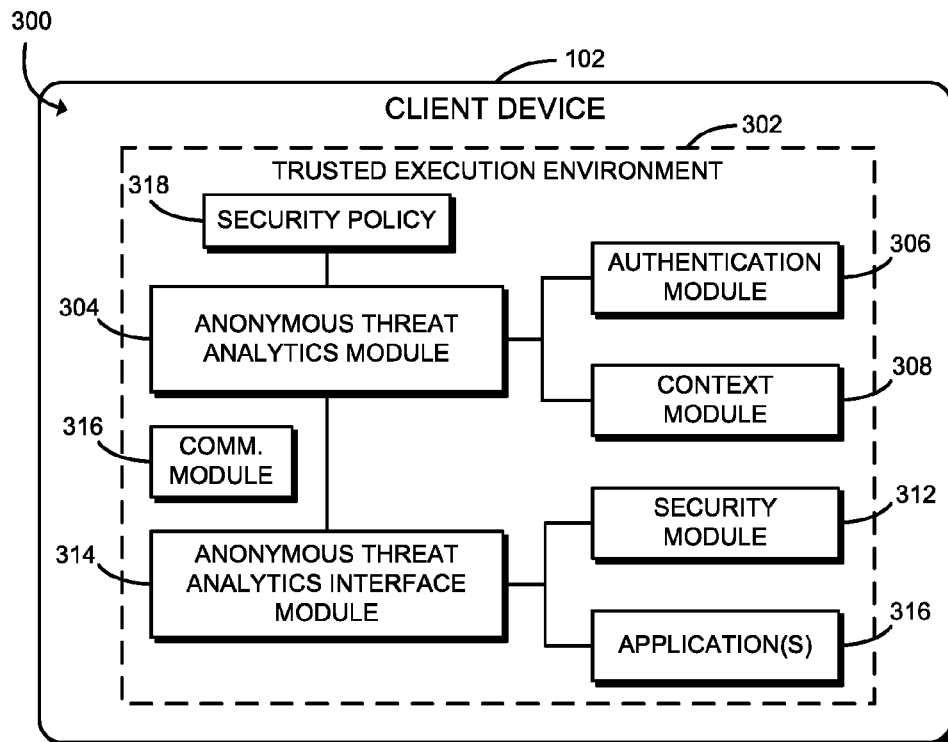 300
102
CLIENT DEVICE
302
TRUSTED EXECUTION ENVIRONMENT
318
SECURITY POLICY
306
AUTHENTICATION
MODULE
304
ANONYMOUS THREAT
ANALYTICS MODULE
308
CONTEXT
MODULE
316
COMM.
MODULE
312
SECURITY
MODULE
314
ANONYMOUS THREAT
ANALYTICS INTERFACE
MODULE
316
APPLICATION(S)